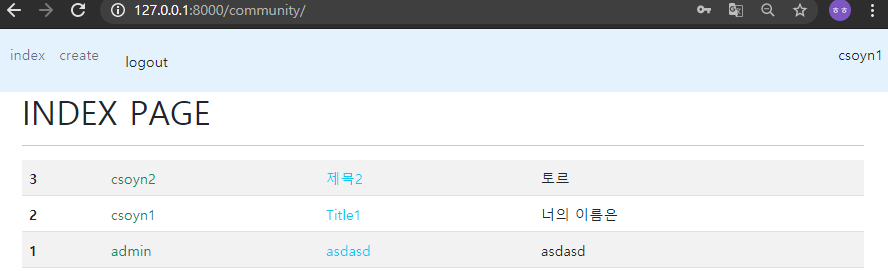 127.0.0.1:8000/community/
ㅎㅎ
index create logout csoyn1
INDEX PAGE
3 csoyn2 제목2 토르
2 csoyn1 Title1 너의 이름은
1 admin asdasd asdasd